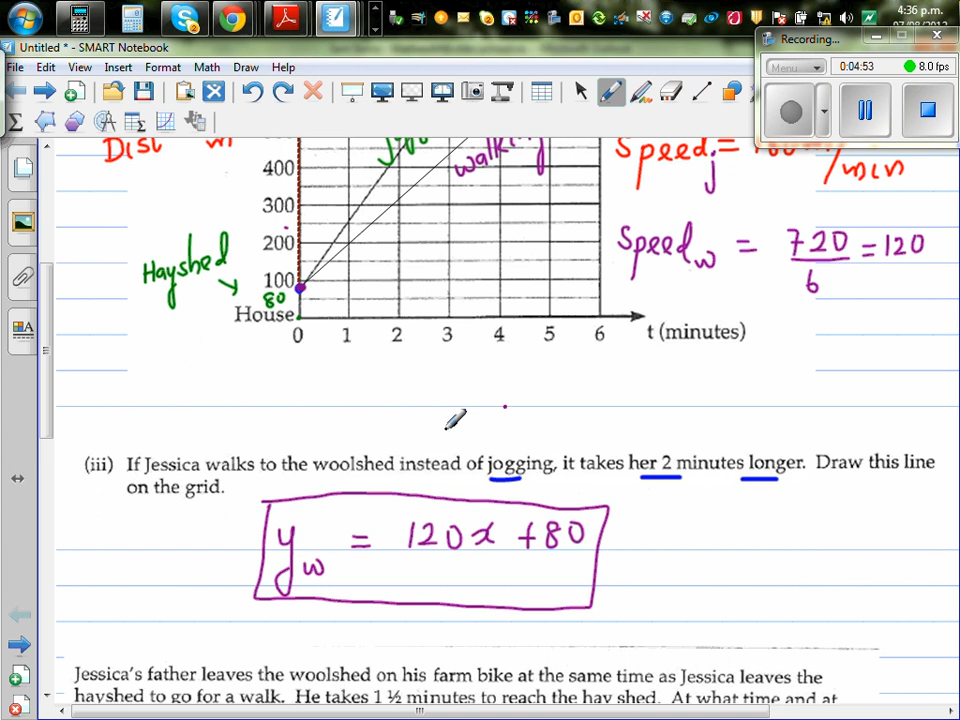 4:36 p.m.
Untitled * - SMART Notebook
Recording...
File Edit View Insert Format Math Draw Help
Menu 0:04:53 8.0 fps
Dist m
400
walking
Speed j =
/min
300
Speed w = 720 / 6 = 120
200
Hayshed
100
80
House
0 1 2 3 4 5 6 t (minutes)
(iii) If Jessica walks to the woolshed instead of jogging, it takes her 2 minutes longer. Draw this line
on the grid.
y w = 120x + 80
Jessica's father leaves the woolshed on his farm bike at the same time as Jessica leaves the
hayshed to go for a walk. He takes 1 ½ minutes to reach the hay shed. At what time and at